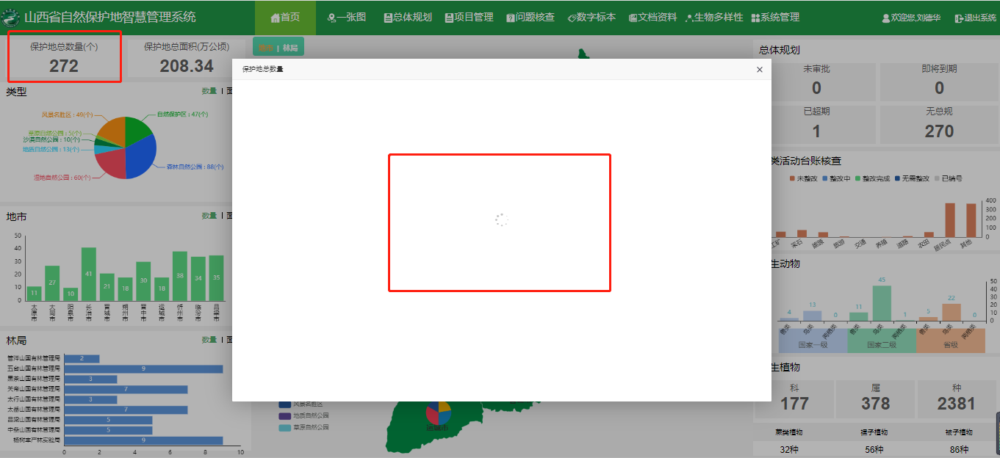 山西省自然保护地智慧管理系统
首页
一张图
总体规划
项目管理
问题核查
数字标本
文档资料
生物多样性
系统管理
欢迎您,刘德华
退出系统
保护地总数量(个)
272
保护地总面积(万公顷)
208.34
林局
类型
数量 | 面
风景名胜区 : 49(个)
自然保护区 : 47(个)
草原自然公园 : 5(个)
沙漠自然公园 : 10(个)
地质自然公园 : 13(个)
森林自然公园 : 88(个)
湿地自然公园 : 60(个)
地市
数量 | 面
50
40
30
20
10
0
11
27
10
41
21
18
30
18
38
34
35
太原市
大同市
阳泉市
长治市
晋城市
朔州市
晋中市
运城市
忻州市
临汾市
吕梁市
林局
数量 | 面
管涔山国有林管理局
2
五台山国有林管理局
9
黑茶山国有林管理局
3
关帝山国有林管理局
7
太行山国有林管理局
3
太岳山国有林管理局
7
吕梁山国有林管理局
5
中条山国有林管理局
5
杨树丰产林实验局
9
0 2 4 6 8 10
保护地总数量
×
风景名胜区
地质自然公园
草原自然公园
运城市
总体规划
未审批
0
即将到期
0
已超期
1
无总规
270
类活动台账核查
未整改 整改中 整改完成 无需整改 已销号
400
300
200
100
0
工矿
采石
能源
旅游
交通
养殖
道路
农田
居民点
其他
生动物
50
40
30
20
10
0
4
13
0
11
45
1
5
22
0
兽类
鸟类
两栖类
兽类
鸟类
两栖类
兽类
鸟类
两栖类
国家一级
国家二级
省级
生植物
科
177
属
378
种
2381
蕨类植物
裸子植物
被子植物
32种
56种
86种